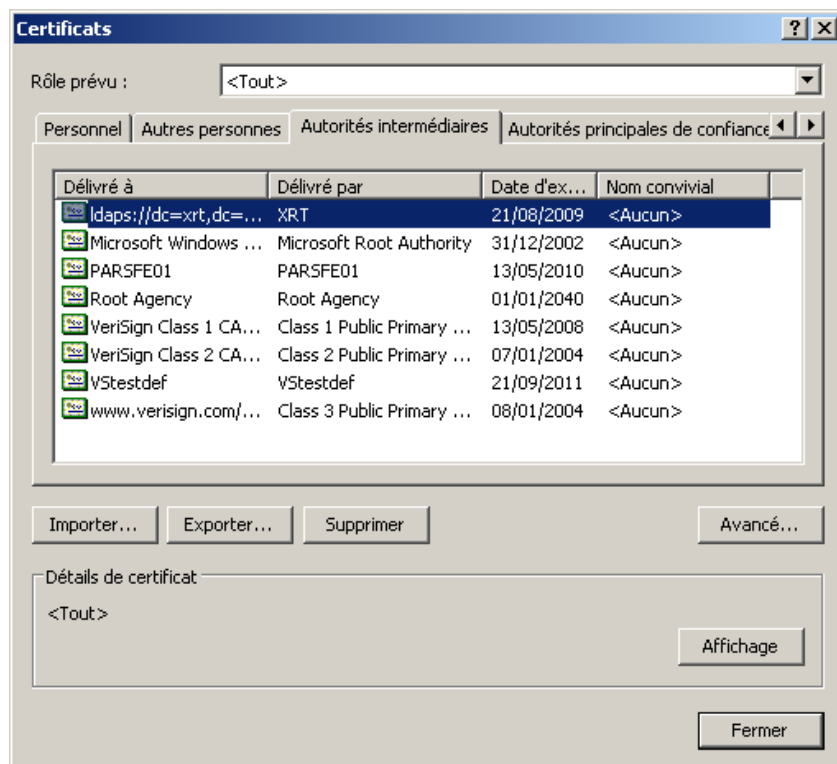 Certificats
Rôle prévu : <Tout>
Personnel Autres personnes Autorités intermédiaires Autorités principales de confiance
Délivré à Délivré par Date d'ex... Nom convivial
ldaps://dc=xrt,dc=... XRT 21/08/2009 <Aucun>
Microsoft Windows ... Microsoft Root Authority 31/12/2002 <Aucun>
PARSFE01 PARSFE01 13/05/2010 <Aucun>
Root Agency Root Agency 01/01/2040 <Aucun>
VeriSign Class 1 CA... Class 1 Public Primary ... 13/05/2008 <Aucun>
VeriSign Class 2 CA... Class 2 Public Primary ... 07/01/2004 <Aucun>
VStestdef VStestdef 21/09/2011 <Aucun>
www.verisign.com/... Class 3 Public Primary ... 08/01/2004 <Aucun>
Importer... Exporter... Supprimer Avancé...
Détails de certificat
<Tout>
Affichage
Fermer